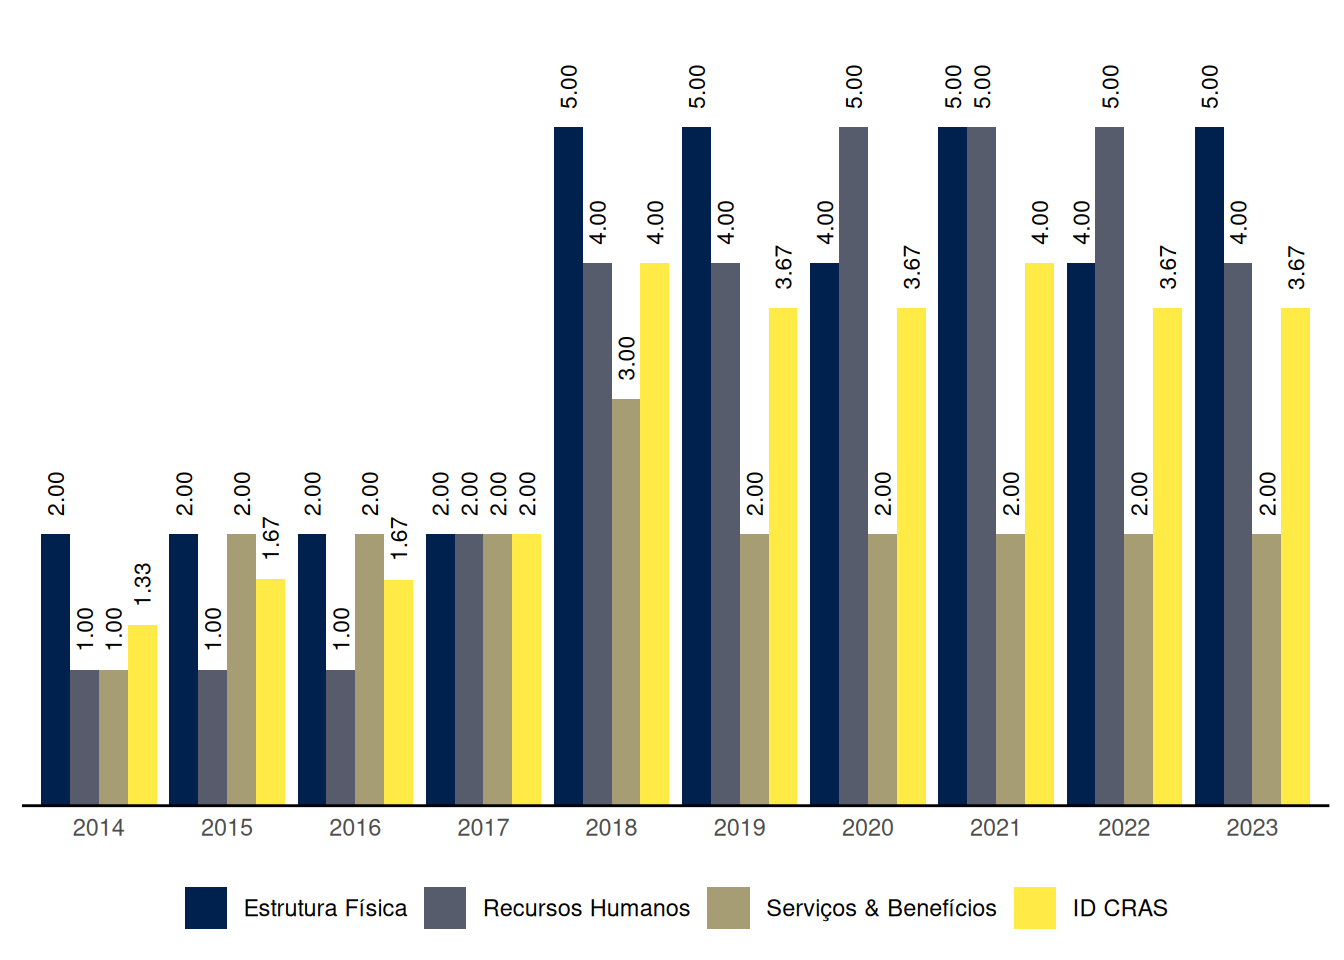 2.00 1.00 1.00 1.33 2.00 1.00 2.00 1.67 2.00 1.00 2.00 1.67 2.00 2.00 2.00 2.00 5.00 4.00 3.00 4.00 5.00 4.00 2.00 3.67 4.00 5.00 2.00 3.67 5.00 5.00 2.00 4.00 4.00 5.00 2.00 3.67 5.00 4.00 2.00 3.67
2014 2015 2016 2017 2018 2019 2020 2021 2022 2023
Estrutura Física Recursos Humanos Serviços & Benefícios ID CRAS